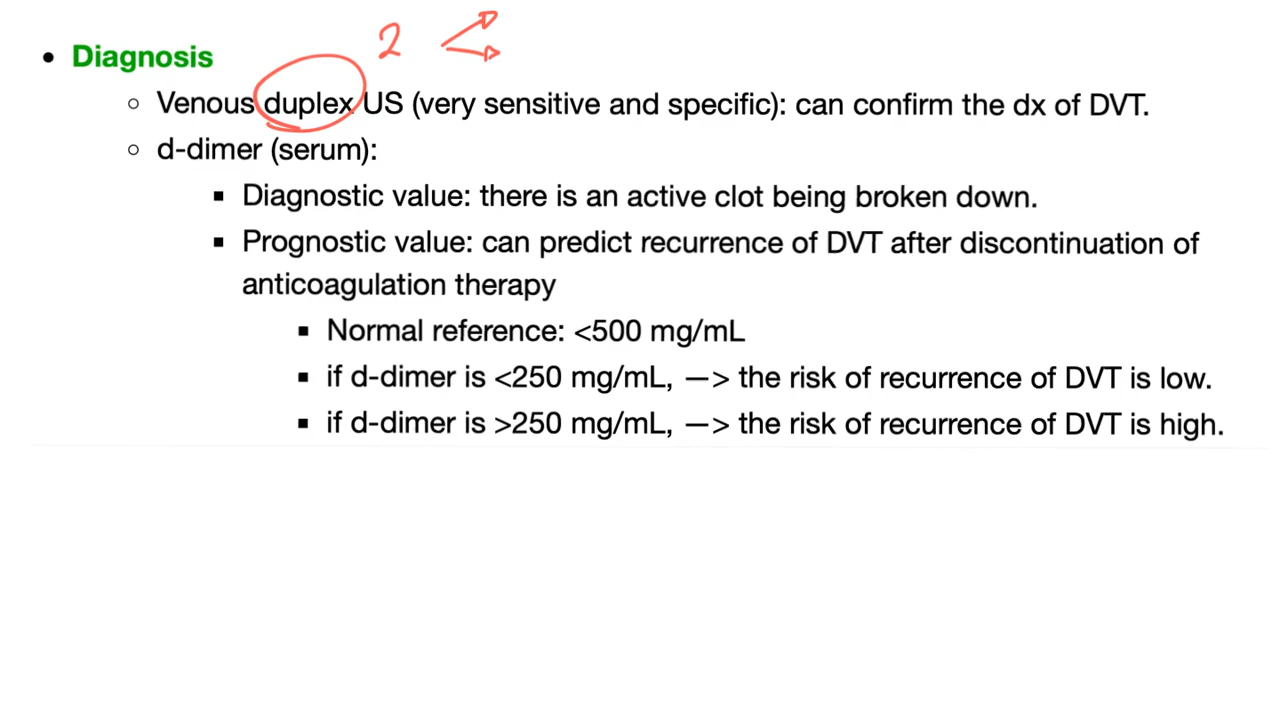 2
• Diagnosis
○ Venous duplex US (very sensitive and specific): can confirm the dx of DVT.
○ d-dimer (serum):
▪ Diagnostic value: there is an active clot being broken down.
▪ Prognostic value: can predict recurrence of DVT after discontinuation of
anticoagulation therapy
▪ Normal reference: <500 mg/mL
▪ if d-dimer is <250 mg/mL, —> the risk of recurrence of DVT is low.
▪ if d-dimer is >250 mg/mL, —> the risk of recurrence of DVT is high.